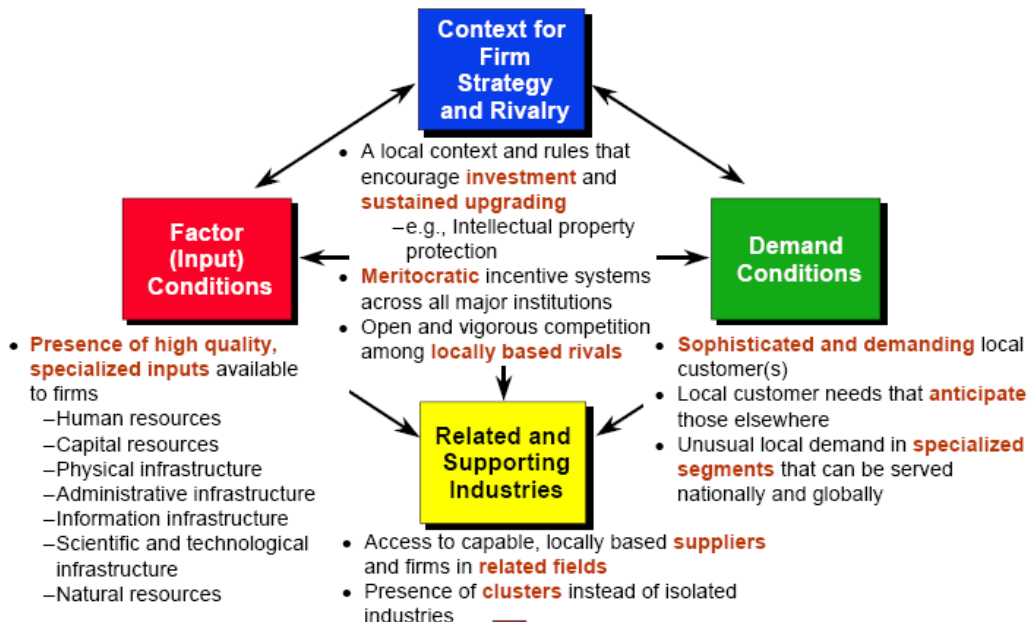 Context for
Firm
Strategy
and Rivalry
• A local context and rules that
encourage investment and
sustained upgrading
–e.g., Intellectual property
protection
• Meritocratic incentive systems
across all major institutions
• Open and vigorous competition
among locally based rivals
Factor
(Input)
Conditions
• Presence of high quality,
specialized inputs available
to firms
–Human resources
–Capital resources
–Physical infrastructure
–Administrative infrastructure
–Information infrastructure
–Scientific and technological
infrastructure
–Natural resources
Demand
Conditions
• Sophisticated and demanding local
customer(s)
• Local customer needs that anticipate
those elsewhere
• Unusual local demand in specialized
segments that can be served
nationally and globally
Related and
Supporting
Industries
• Access to capable, locally based suppliers
and firms in related fields
• Presence of clusters instead of isolated
industries